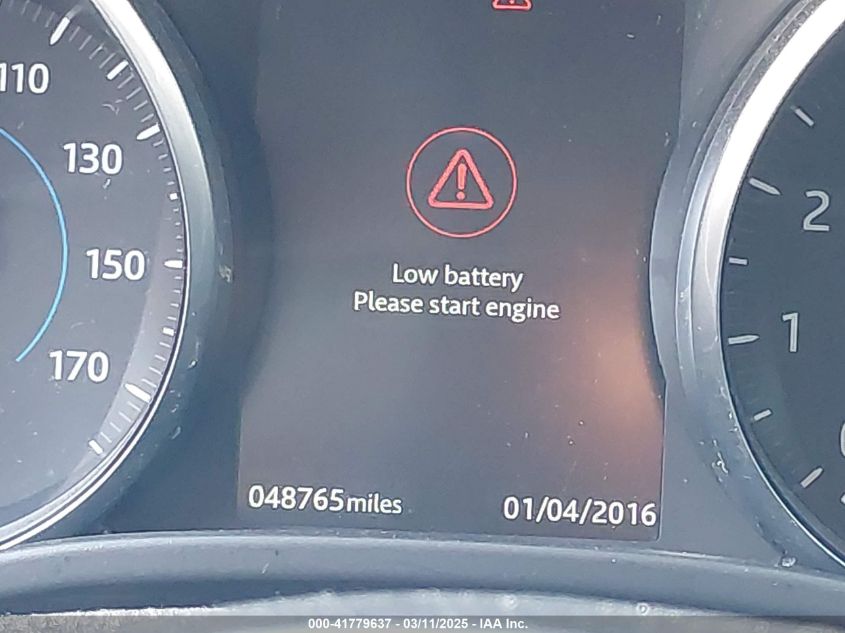 110
130
150
170
Low battery
Please start engine
048765miles
01/04/2016
2
1
000-41779637 - 03/11/2025 - IAA Inc.